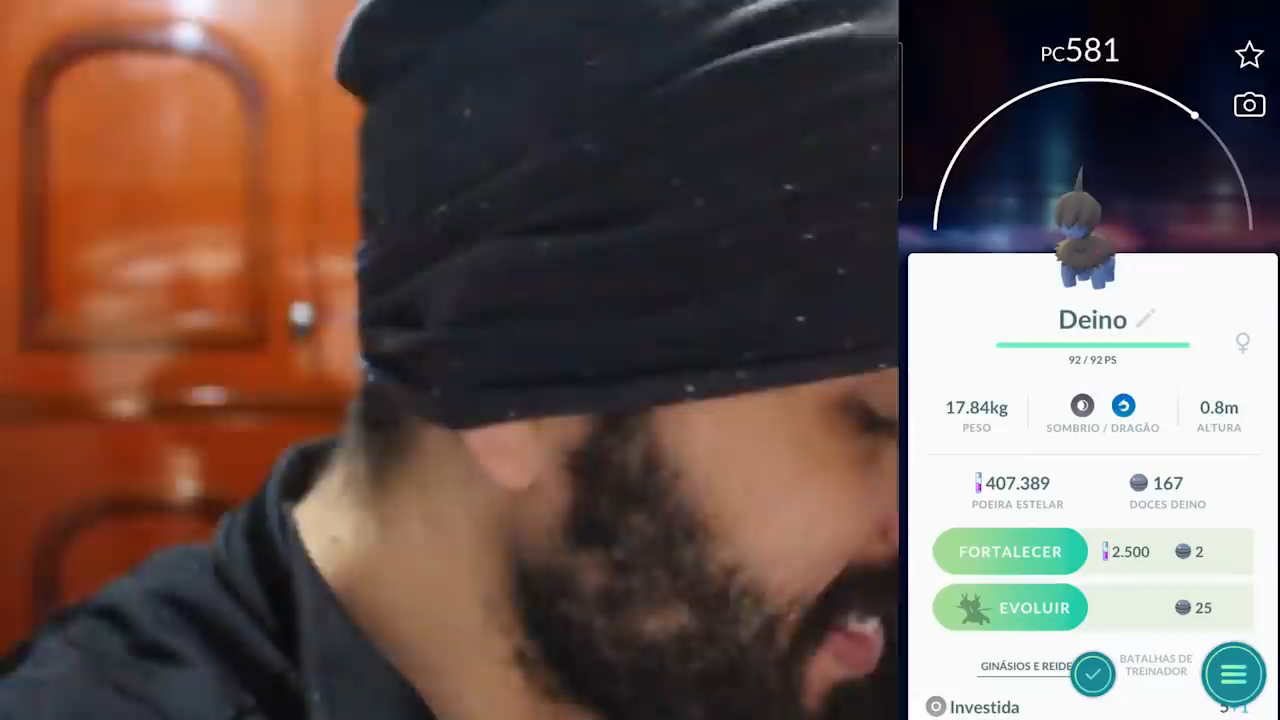 PC581
Deino
92 / 92 PS
17.84kg
PESO
SOMBRIO / DRAGÃO
0.8m
ALTURA
407.389
POEIRA ESTELAR
167
DOCES DEINO
FORTALECER
2.500
2
EVOLUIR
25
GINÁSIOS E REIDE
BATALHAS DE
TREINADOR
Investida